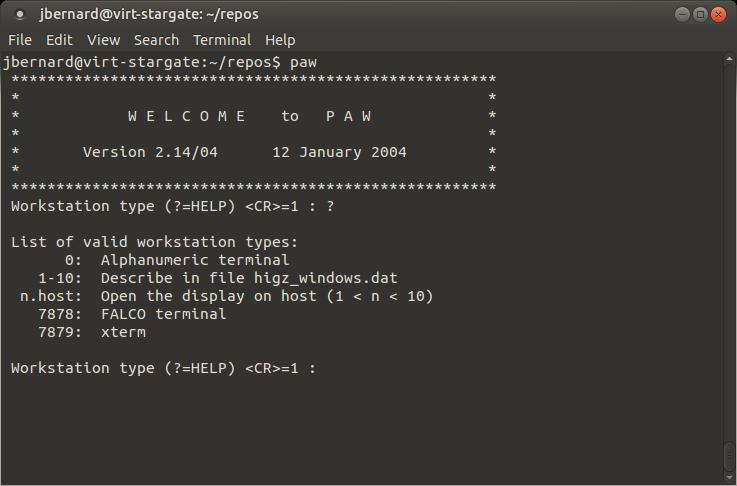 jbernard@virt-stargate: ~/repos
File Edit View Search Terminal Help
jbernard@virt-stargate:~/repos$ paw
******************************************************
* *
* W E L C O M E to P A W *
* *
* Version 2.14/04 12 January 2004 *
* *
******************************************************
Workstation type (?=HELP) <CR>=1 : ?
List of valid workstation types:
0: Alphanumeric terminal
1-10: Describe in file higz_windows.dat
n.host: Open the display on host (1 < n < 10)
7878: FALCO terminal
7879: xterm
Workstation type (?=HELP) <CR>=1 :